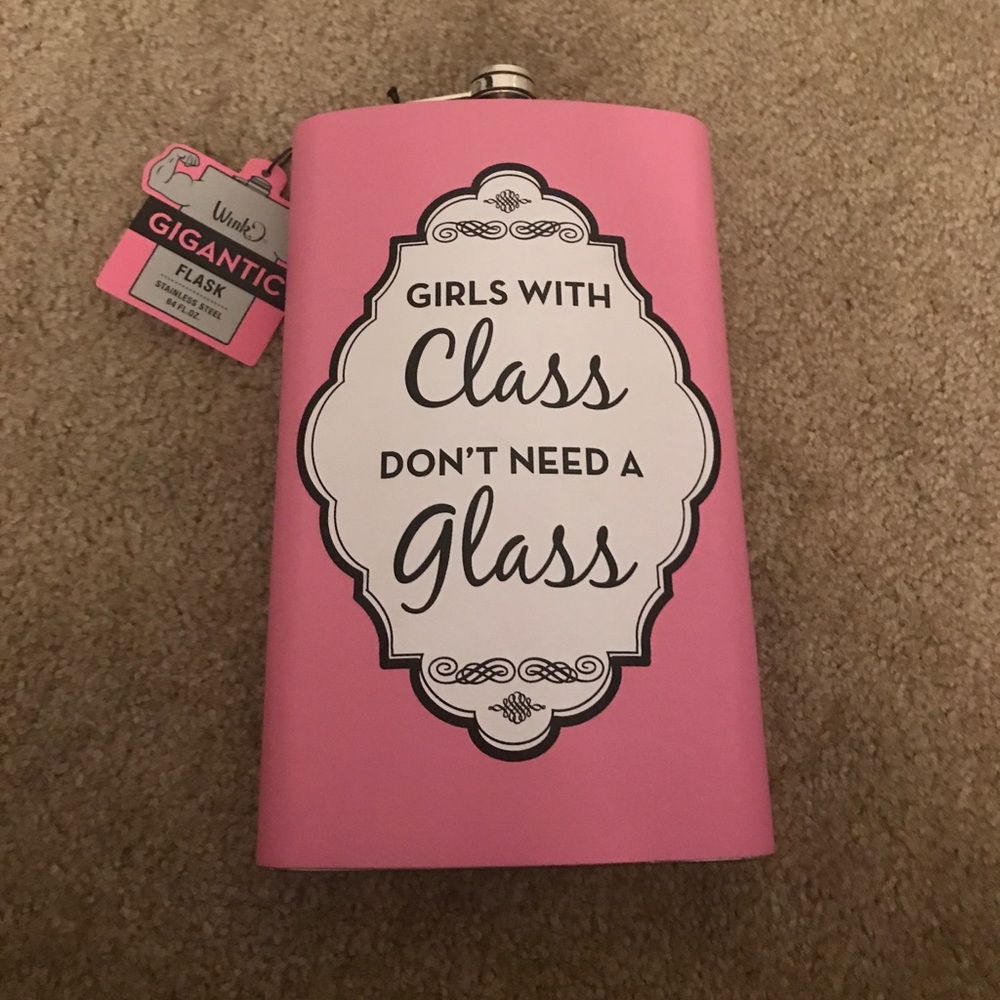 Wink
GIGANTIC
FLASK
STAINLESS STEEL
64 FL.OZ.
GIRLS WITH
Class
DON'T NEED A
glass